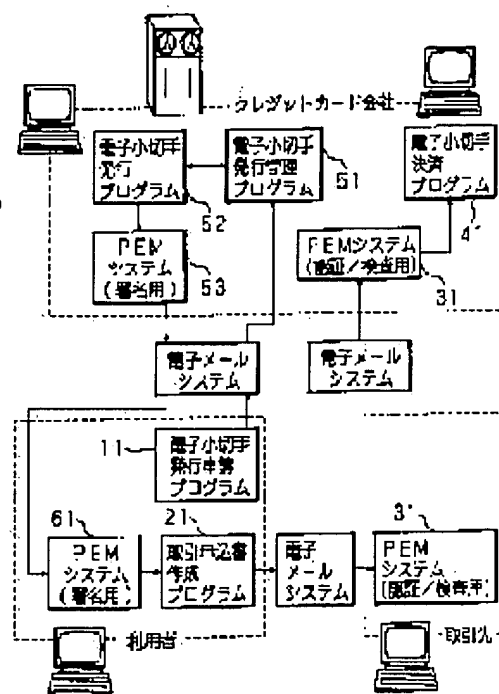 クレジットカード会社
電子小切手
発行
プログラム
52
電子小切手
発行管理
プログラム
51
電子小切手
決済
プログラム
PEM
システム
(署名用)
53
PEMシステム
(認証/検査用)
31
電子メール
システム
電子メール
システム
11
電子小切手
発行申請
プログラム
61
PEM
システム
(署名用)
21
取引申込書
作成
プログラム
電子
メール
システム
PEM
システム
(認証/検査用)
利用者
取引先